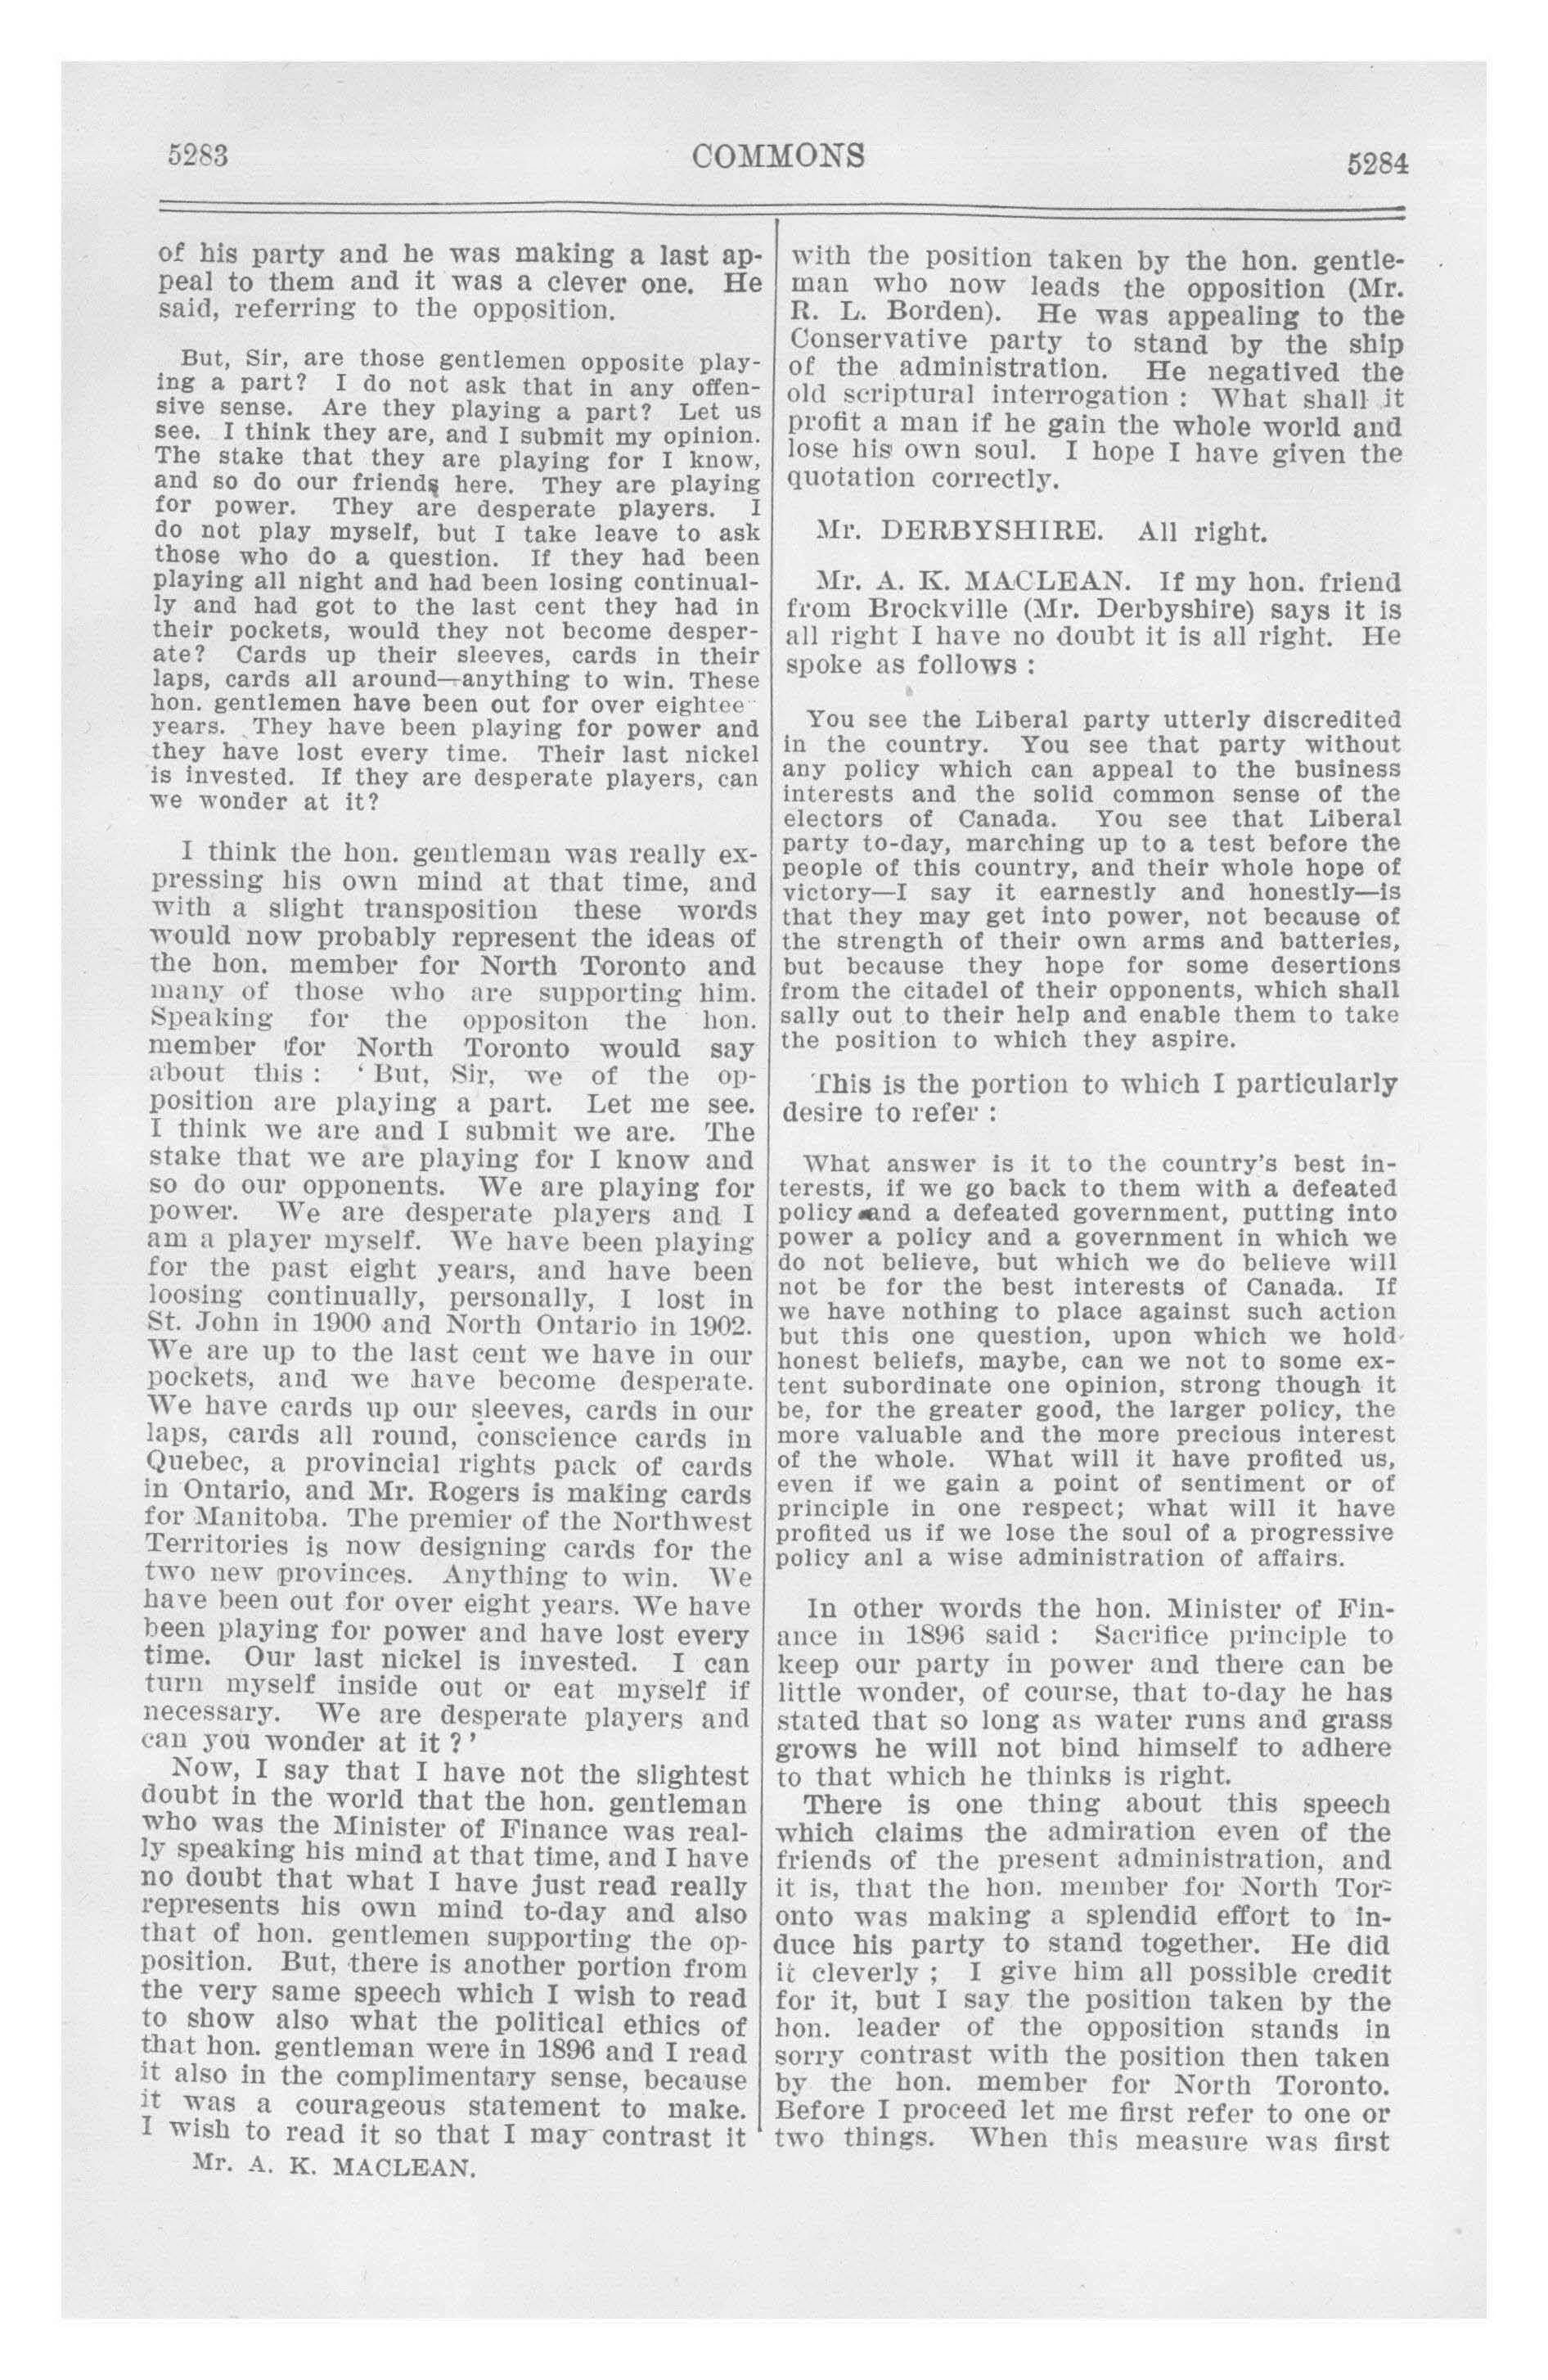 5283
COMMONS
5284
of his party and he was making a last ap-
peal to them and it was a clever one. He
said, referring to the opposition.
But, Sir, are those gentlemen opposite play-
ing a part? I do not ask that in any offen-
sive sense. Are they playing a part? Let us
see. I think they are, and I submit my opinion.
The stake that they are playing for I know,
and so do our friends here. They are playing
for power. They are desperate players. I
do not play myself, but I take leave to ask
those who do a question. If they had been
playing all night and had been losing continual-
ly and had got to the last cent they had in
their pockets, would they not become desper-
ate? Cards up their sleeves, cards in their
laps, cards all around—anything to win. These
hon. gentlemen have been out for over eightee
years. They have been playing for power and
they have lost every time. Their last nickel
is invested. If they are desperate players, can
we wonder at it?
I think the hon. gentleman was really ex-
pressing his own mind at that time, and
with a slight transposition these words
would now probably represent the ideas of
the hon. member for North Toronto and
many of those who are supporting him.
Speaking for the oppositon the hon.
member for North Toronto would say
about this : ‘ But, Sir, we of the op-
position are playing a part. Let me see.
I think we are and I submit we are. The
stake that we are playing for I know and
so do our opponents. We are playing for
power. We are desperate players and I
am a player myself. We have been playing
for the past eight years, and have been
loosing continually, personally, I lost in
St. John in 1900 and North Ontario in 1902.
We are up to the last cent we have in our
pockets, and we have become desperate.
We have cards up our sleeves, cards in our
laps, cards all round, conscience cards in
Quebec, a provincial rights pack of cards
in Ontario, and Mr. Rogers is making cards
for Manitoba. The premier of the Northwest
Territories is now designing cards for the
two new provinces. Anything to win. We
have been out for over eight years. We have
been playing for power and have lost every
time. Our last nickel is invested. I can
turn myself inside out or eat myself if
necessary. We are desperate players and
can you wonder at it ? ’
Now, I say that I have not the slightest
doubt in the world that the hon. gentleman
who was the Minister of Finance was real-
ly speaking his mind at that time, and I have
no doubt that what I have just read really
represents his own mind to-day and also
that of hon. gentlemen supporting the op-
position. But, there is another portion from
the very same speech which I wish to read
to show also what the political ethics of
that hon. gentleman were in 1896 and I read
it also in the complimentary sense, because
it was a courageous statement to make.
I wish to read it so that I may contrast it
Mr. A. K. MACLEAN.
with the position taken by the hon. gentle-
man who now leads the opposition (Mr.
R. L. Borden). He was appealing to the
Conservative party to stand by the ship
of the administration. He negatived the
old scriptural interrogation : What shall it
profit a man if he gain the whole world and
lose his own soul. I hope I have given the
quotation correctly.
Mr. DERBYSHIRE. All right.
Mr. A. K. MACLEAN. If my hon. friend
from Brockville (Mr. Derbyshire) says it is
all right I have no doubt it is all right. He
spoke as follows :
You see the Liberal party utterly discredited
in the country. You see that party without
any policy which can appeal to the business
interests and the solid common sense of the
electors of Canada. You see that Liberal
party to-day, marching up to a test before the
people of this country, and their whole hope of
victory—I say it earnestly and honestly—is
that they may get into power, not because of
the strength of their own arms and batteries,
but because they hope for some desertions
from the citadel of their opponents, which shall
sally out to their help and enable them to take
the position to which they aspire.
This is the portion to which I particularly
desire to refer :
What answer is it to the country's best in-
terests, if we go back to them with a defeated
policy and a defeated government, putting into
power a policy and a government in which we
do not believe, but which we do believe will
not be for the best interests of Canada. If
we have nothing to place against such action
but this one question, upon which we hold
honest beliefs, maybe, can we not to some ex-
tent subordinate one opinion, strong though it
be, for the greater good, the larger policy, the
more valuable and the more precious interest
of the whole. What will it have profited us,
even if we gain a point of sentiment or of
principle in one respect; what will it have
profited us if we lose the soul of a progressive
policy anl a wise administration of affairs.
In other words the hon. Minister of Fin-
ance in 1896 said : Sacrifice principle to
keep our party in power and there can be
little wonder, of course, that to-day he has
stated that so long as water runs and grass
grows he will not bind himself to adhere
to that which he thinks is right.
There is one thing about this speech
which claims the admiration even of the
friends of the present administration, and
it is, that the hon. member for North Tor-
onto was making a splendid effort to in-
duce his party to stand together. He did
it cleverly ; I give him all possible credit
for it, but I say the position taken by the
hon. leader of the opposition stands in
sorry contrast with the position then taken
by the hon. member for North Toronto.
Before I proceed let me first refer to one or
two things. When this measure was first